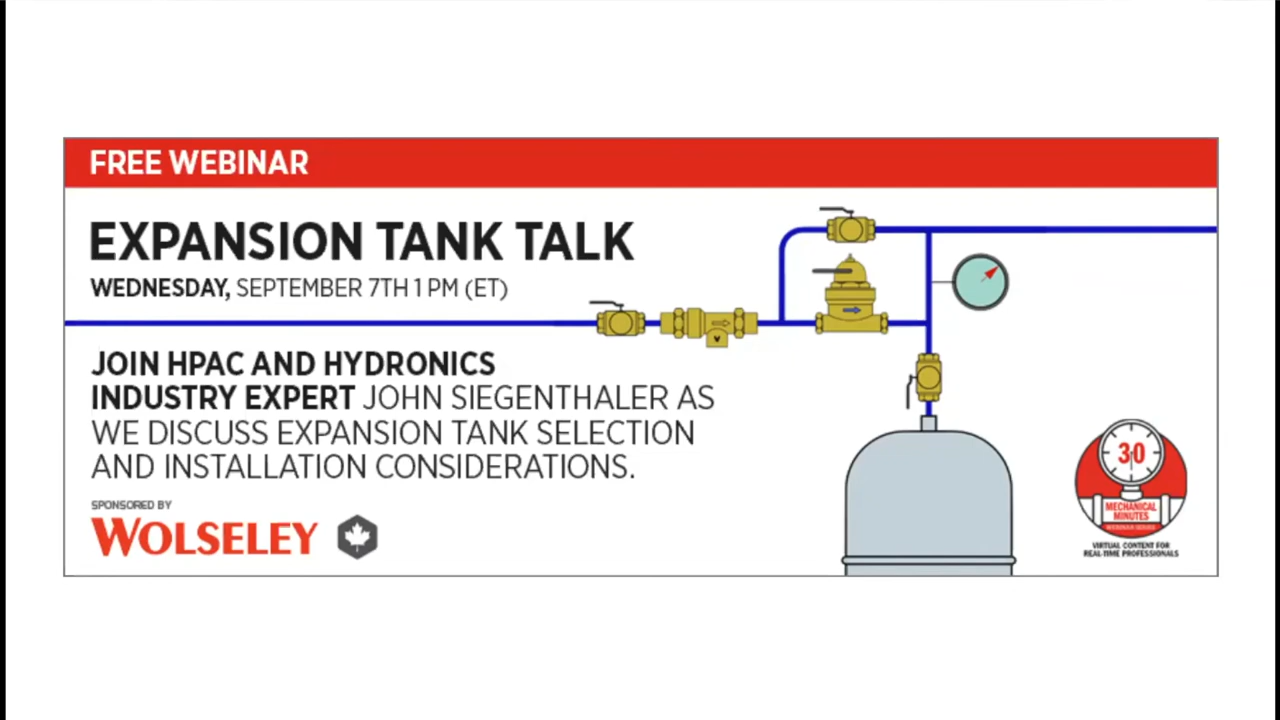 FREE WEBINAR
EXPANSION TANK TALK
WEDNESDAY, SEPTEMBER 7TH 1 PM (ET)
JOIN HPAC AND HYDRONICS
INDUSTRY EXPERT JOHN SIEGENTHALER AS
WE DISCUSS EXPANSION TANK SELECTION
AND INSTALLATION CONSIDERATIONS.
SPONSORED BY
WOLSELEY
30
MECHANICAL
MINUTES
WEBINAR SERIES
VIRTUAL CONTENT FOR
REAL-TIME PROFESSIONALS
V